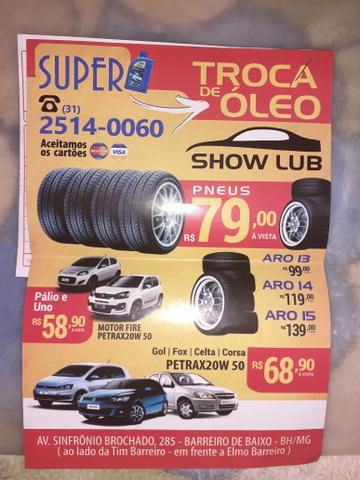 SUPER
TROCA
DE ÓLEO
(31)
2514-0060
Aceitamos
os cartões
MasterCard VISA
SHOW LUB
PNEUS
R$ 79,00
À VISTA
ARO 13
R$ 99,00
ARO 14
R$ 119,00
ARO 15
R$ 139,00
Pálio e
Uno
R$ 58,90
À VISTA
MOTOR FIRE
PETRAX20W 50
Gol | Fox | Celta | Corsa
PETRAX20W 50
R$ 68,90
À VISTA
AV. SINFRÔNIO BROCHADO, 285 - BARREIRO DE BAIXO - BH/MG
( ao lado da Tim Barreiro - em frente a Elmo Barreiro )